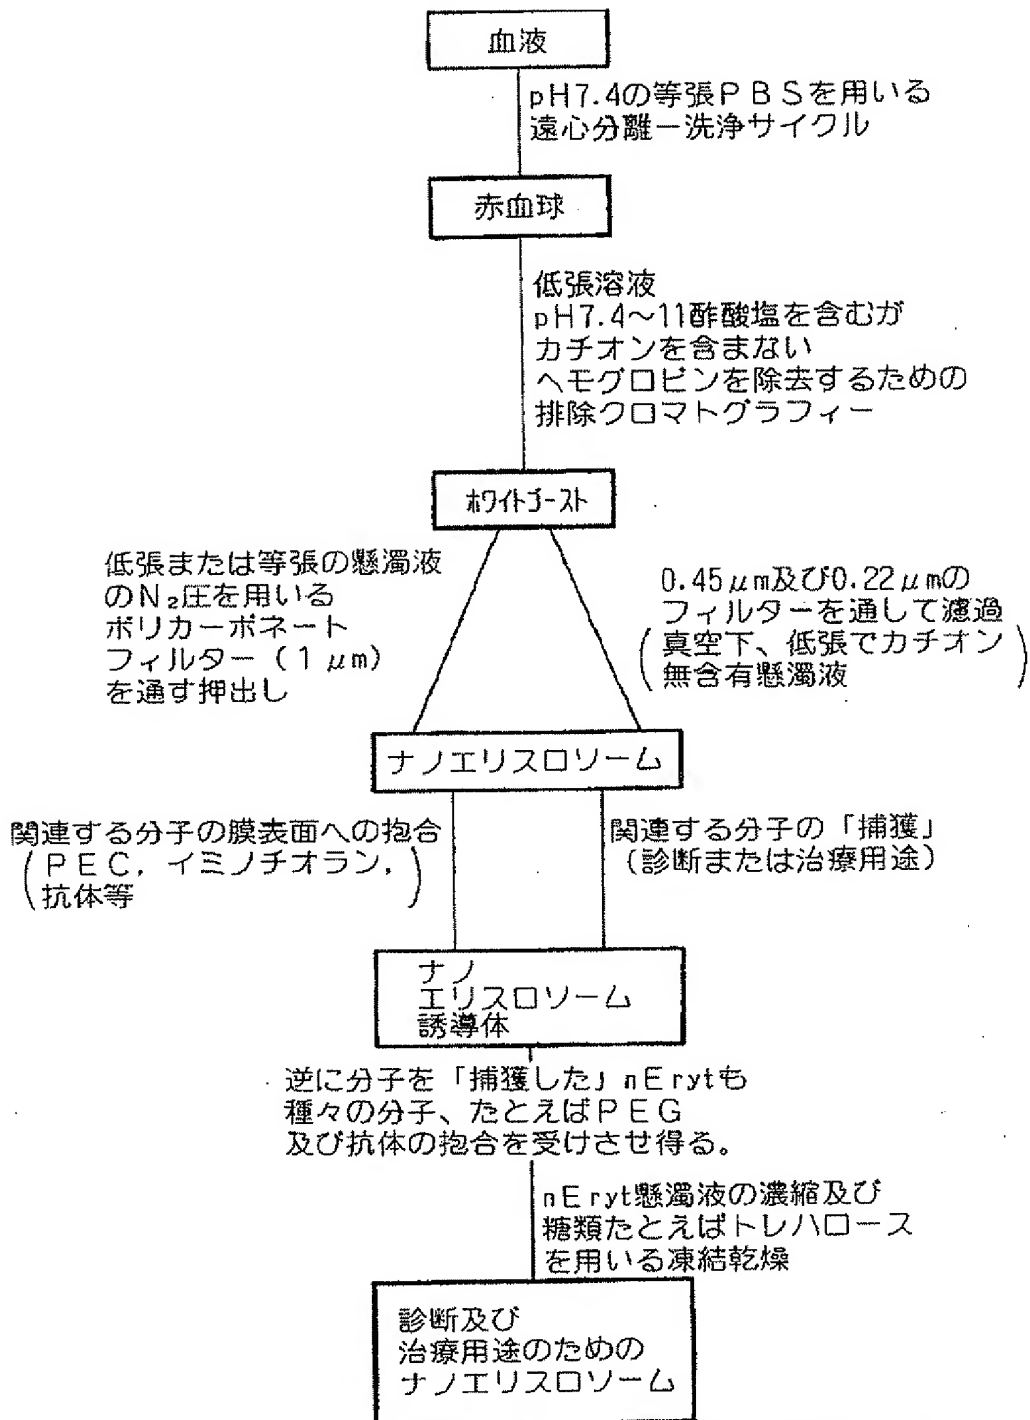 血液
pH7.4の等張PBSを用いる
遠心分離ー洗浄サイクル
赤血球
低張溶液
pH7.4～11酢酸塩を含むが
カチオンを含まない
ヘモグロビンを除去するための
排除クロマトグラフィー
ホワイトゴースト
低張または等張の懸濁液
のN₂圧を用いる
ポリカーボネート
フィルター（1μm）
を通す押出し
0.45μm及び0.22μmの
フィルターを通して濾過
（真空下、低張でカチオン
無含有懸濁液）
ナノエリスロソーム
関連する分子の膜表面への抱合
（PEC，イミノチオラン，
抗体等）
関連する分子の「捕獲」
（診断または治療用途）
ナノ
エリスロソーム
誘導体
逆に分子を「捕獲した」nErytも
種々の分子、たとえばPEG
及び抗体の抱合を受けさせ得る。
nEryt懸濁液の濃縮及び
糖類たとえばトレハロース
を用いる凍結乾燥
診断及び
治療用途のための
ナノエリスロソーム